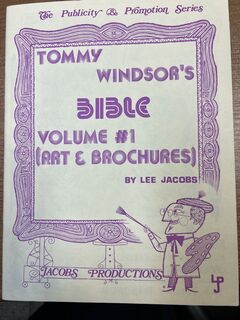 The Publicity & Promotion Series
TOMMY
WINDSOR'S
BIBLE
VOLUME #1
(ART & BROCHURES)
BY LEE JACOBS
JACOBS PRODUCTIONS
LJ